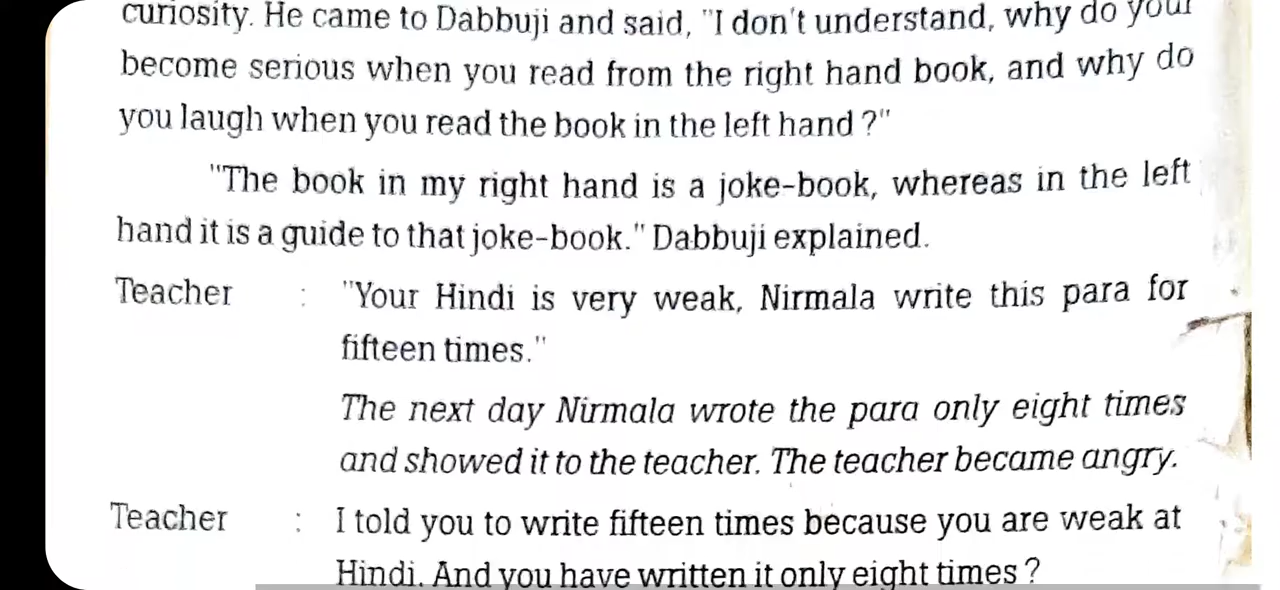 curiosity. He came to Dabbuji and said, "I don't understand, why do your
become serious when you read from the right hand book, and why do
you laugh when you read the book in the left hand ?"
"The book in my right hand is a joke-book, whereas in the left
hand it is a guide to that joke-book." Dabbuji explained.
Teacher : "Your Hindi is very weak, Nirmala write this para for
fifteen times."
The next day Nirmala wrote the para only eight times
and showed it to the teacher. The teacher became angry.
Teacher : I told you to write fifteen times because you are weak at
Hindi. And you have written it only eight times ?